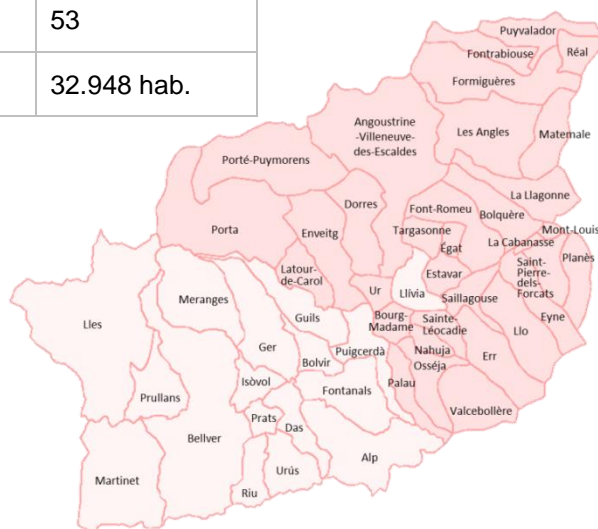 53
32.948 hab.
Puyvalador
Fontrabiouse
Réal
Formiguères
Angoustrine
-Villeneuve-
des-Escaldes
Les Angles
Matemale
Porté-Puymorens
La Llagonne
Dorres
Font-Romeu
Bolquère
Porta
Enveitg
Targasonne
Mont-Louis
Égat
La Cabanasse
Saint-
Pierre-
dels-
Forcats
Planès
Latour-
de-Carol
Estavar
Ur
Llívia
Saillagouse
Meranges
Eyne
Lles
Guils
Bourg-
Madame
Sainte-
Léocadie
Llo
Ger
Puigcerdà
Nahuja
Err
Bolvir
Osséja
Isòvol
Palau
Prullans
Fontanals
Valcebollère
Prats
Das
Bellver
Alp
Urús
Martinet
Riu